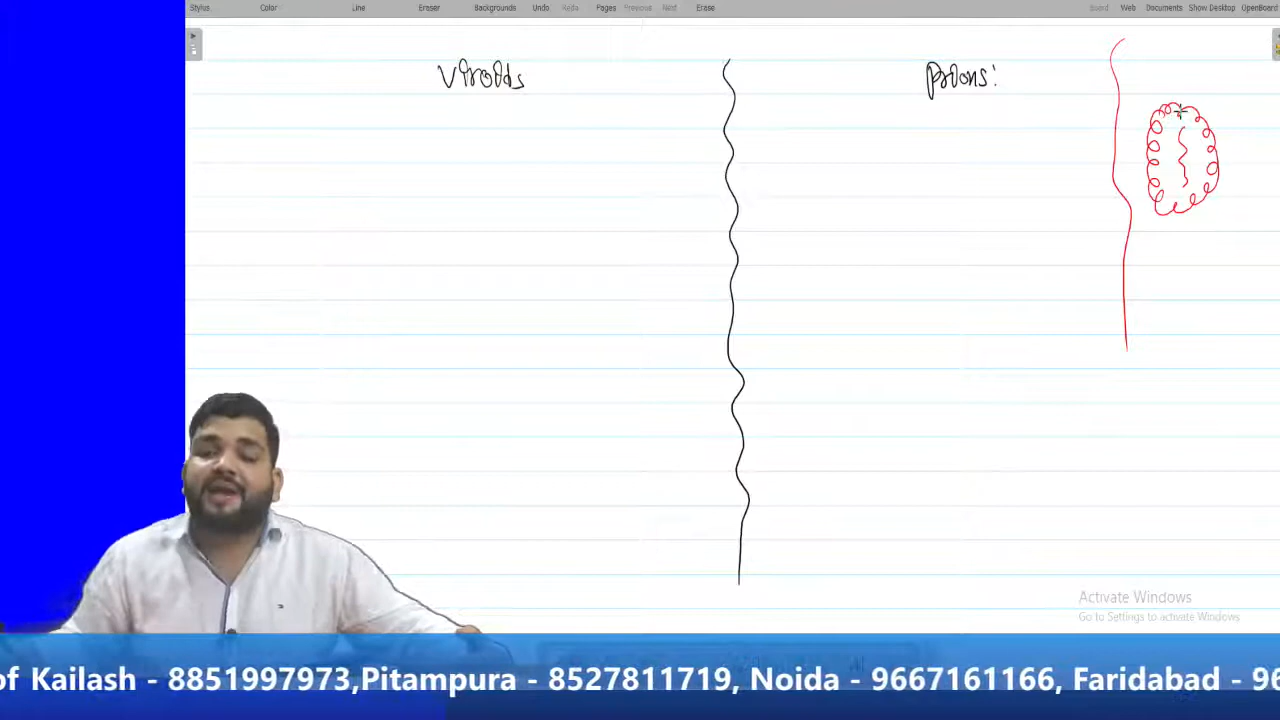 Stylus Color Line Eraser Backgrounds Undo Redo Pages Previous Next Erase Board Web Documents Show Desktop OpenBoard
Viroids
Prions:
Activate Windows
Go to Settings to activate Windows.
of Kailash - 8851997973,Pitampura - 8527811719, Noida - 9667161166, Faridabad - 96